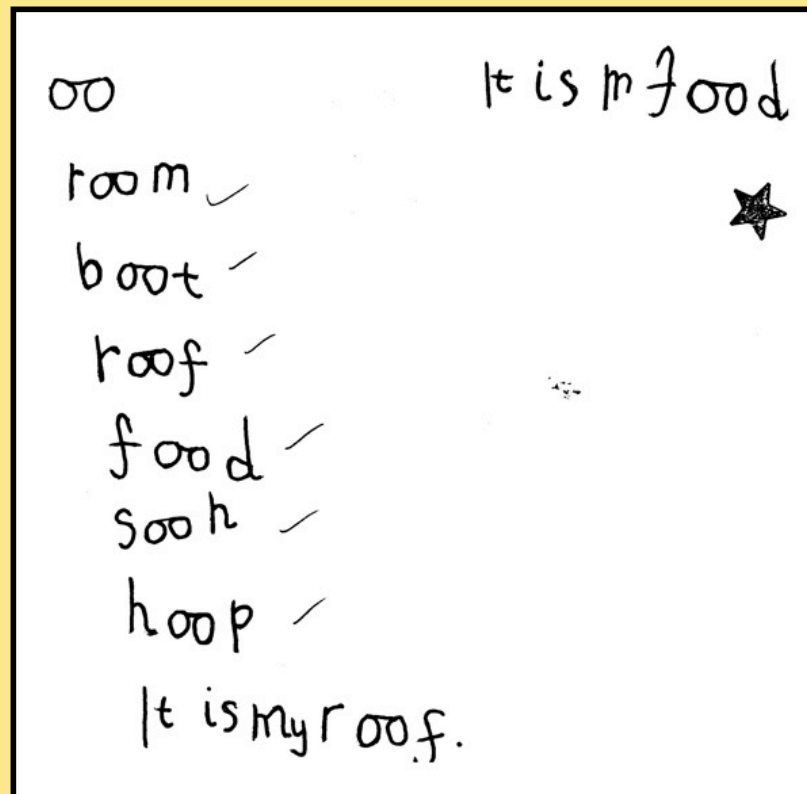 oo
room
boot
roof
food
sooh
hoop
It is my roof.
It is m food